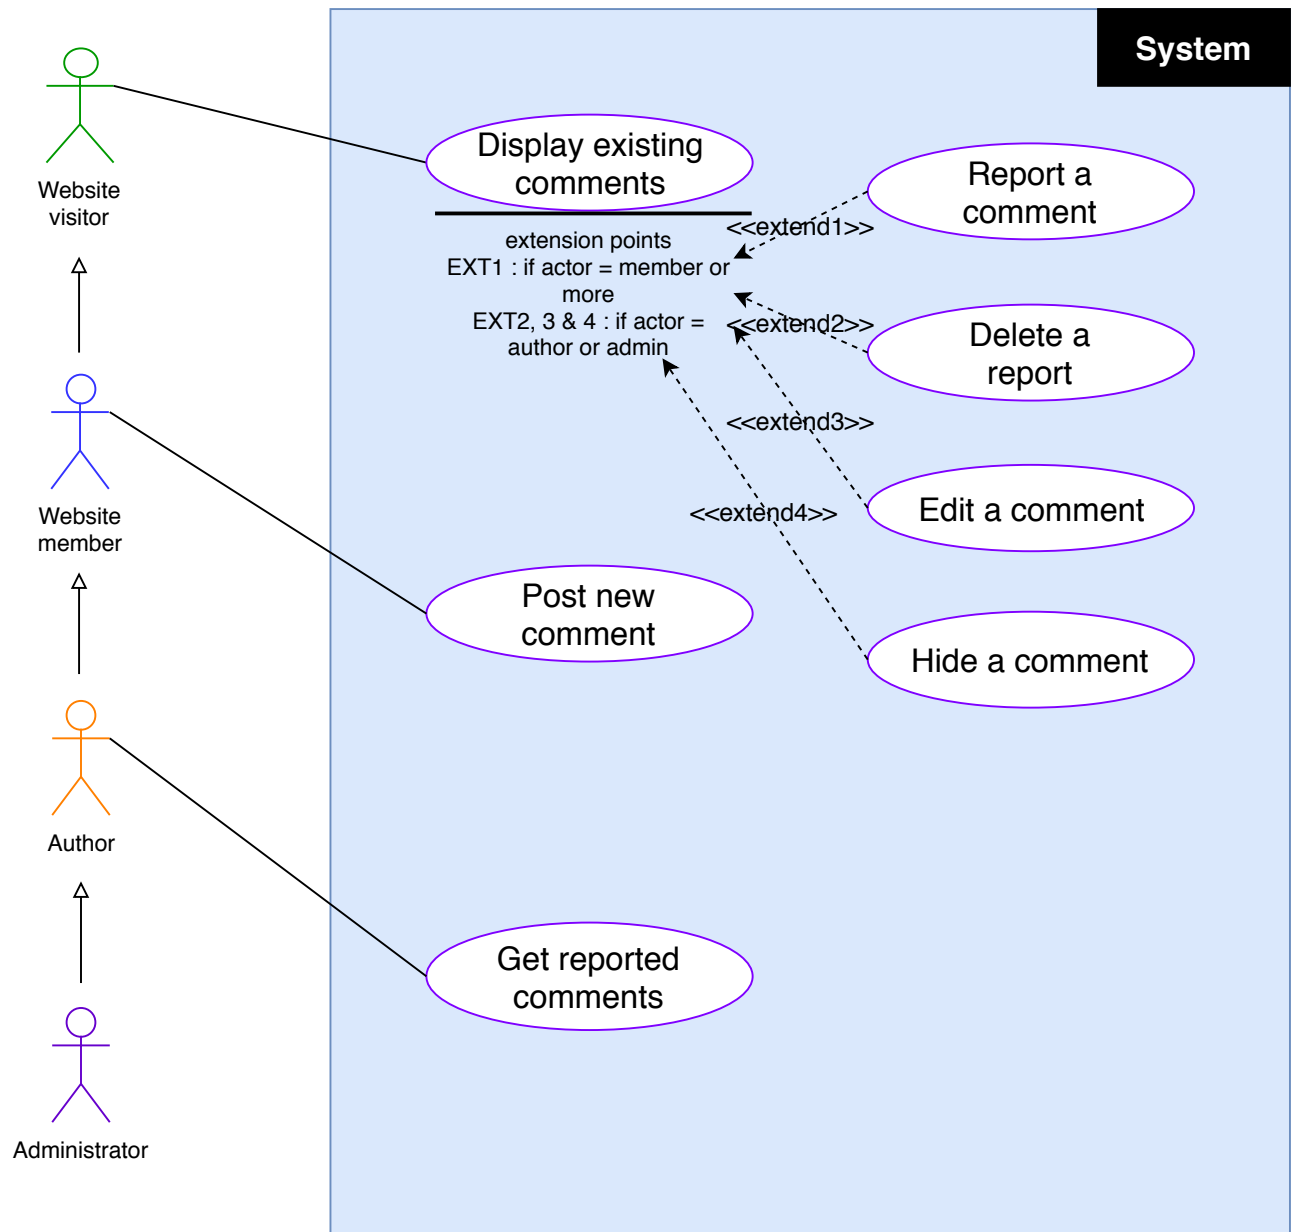 System
Website
visitor
Display existing
comments
Report a
comment
<<extend1>>
extension points
EXT1 : if actor = member or
more
EXT2, 3 & 4 : if actor =
author or admin
<<extend2>>
Delete a
report
<<extend3>>
Website
member
<<extend4>>
Edit a comment
Post new
comment
Hide a comment
Author
Get reported
comments
Administrator